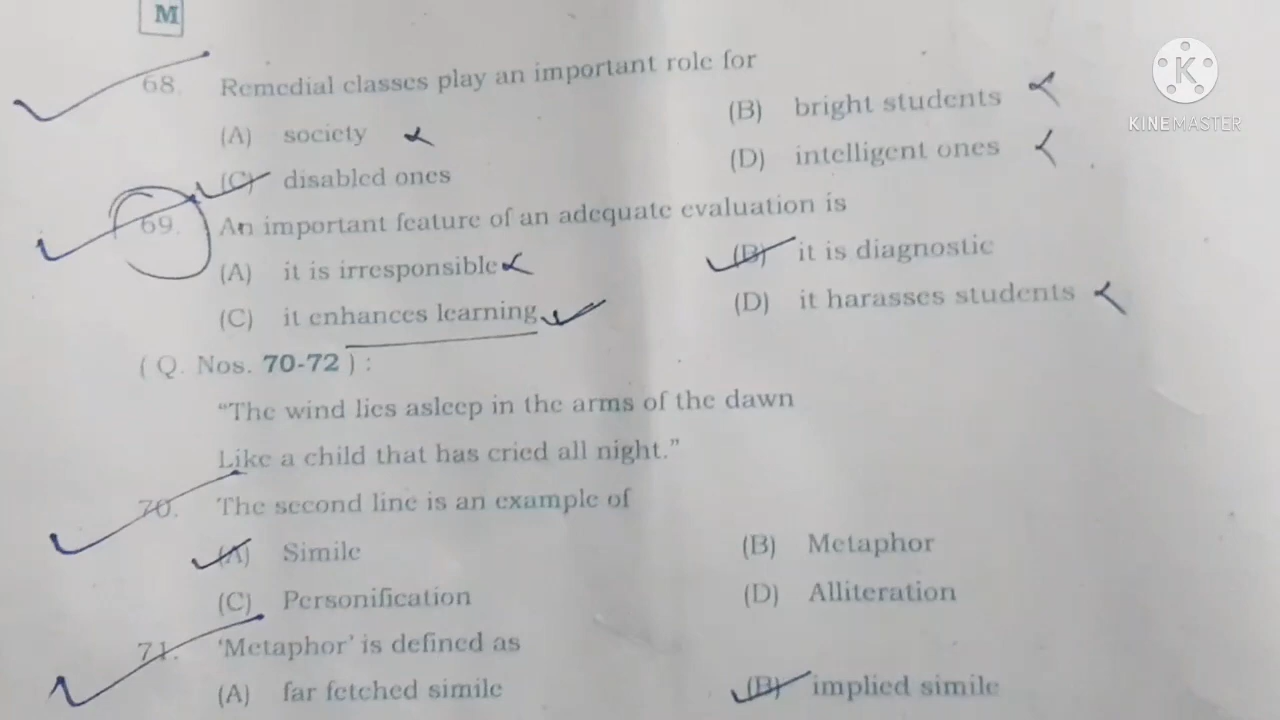 M
68. Remedial classes play an important role for
(A) society (B) bright students
(C) disabled ones (D) intelligent ones
69. An important feature of an adequate evaluation is
(A) it is irresponsible (B) it is diagnostic
(C) it enhances learning (D) it harasses students
( Q. Nos. 70-72 ) :
“The wind lies asleep in the arms of the dawn
Like a child that has cried all night.”
70. The second line is an example of
(A) Simile (B) Metaphor
(C) Personification (D) Alliteration
71. ‘Metaphor’ is defined as
(A) far fetched simile (B) implied simile
K
KINEMASTER